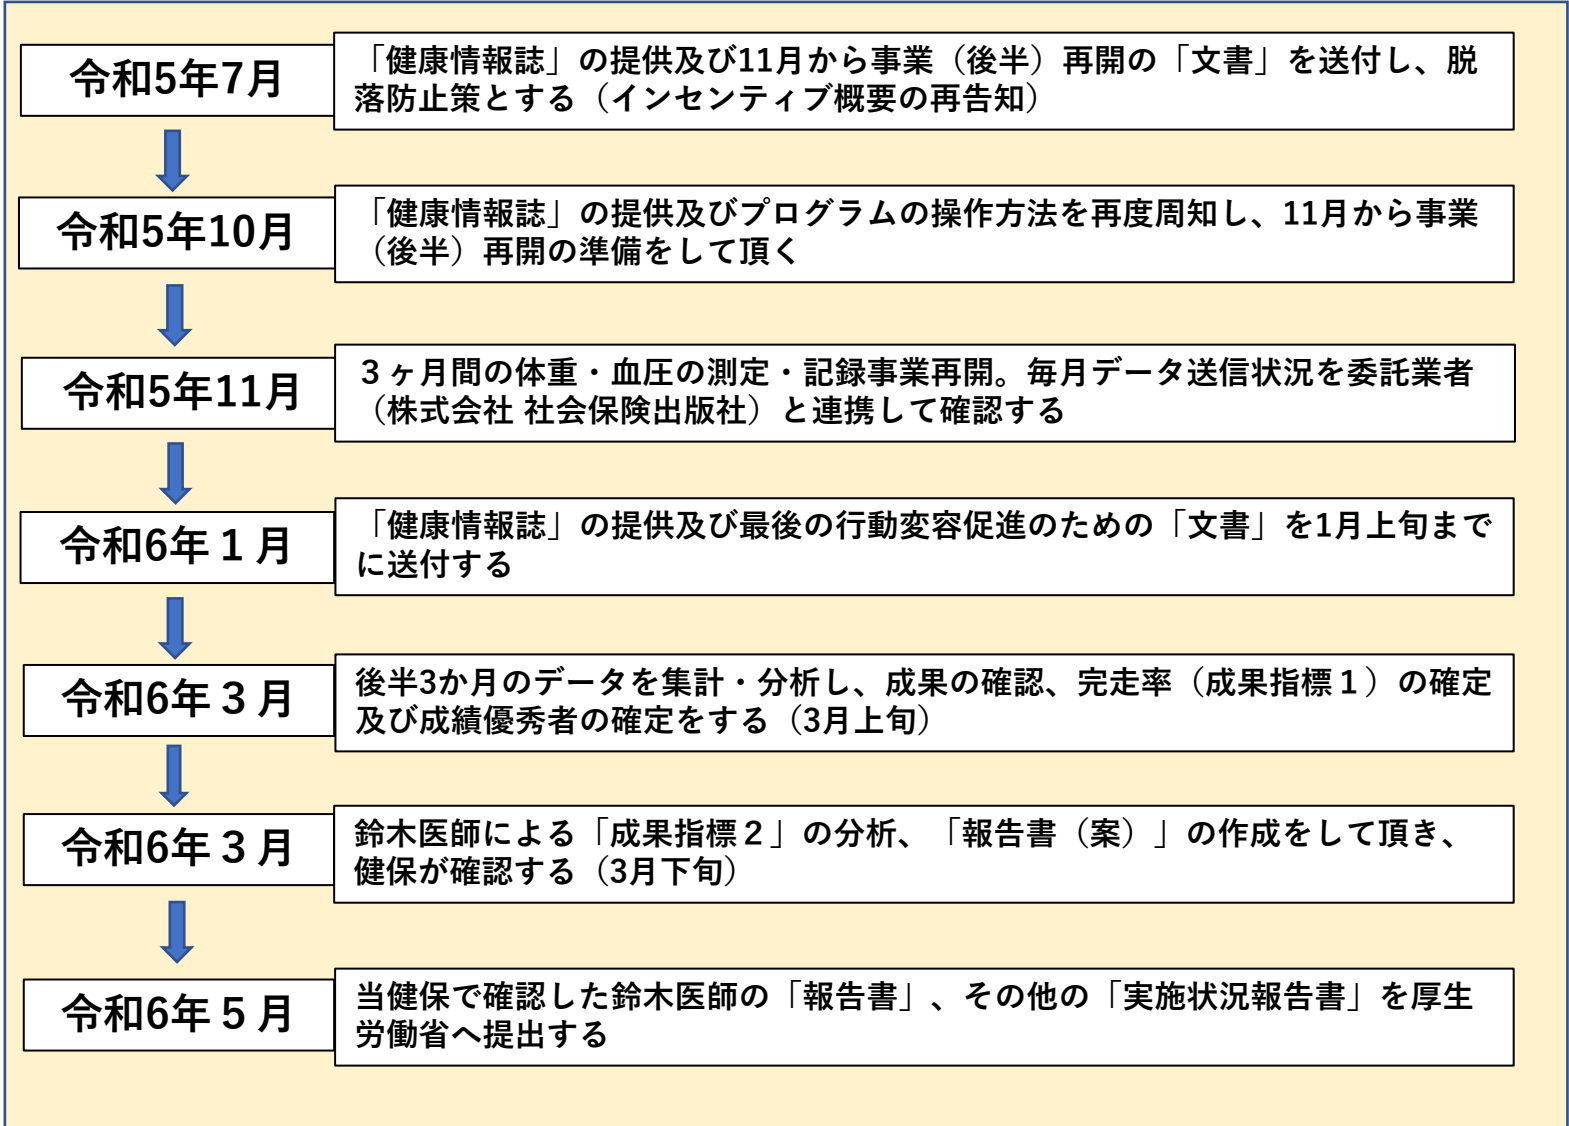 令和5年7月
「健康情報誌」の提供及び11月から事業（後半）再開の「文書」を送付し、脱
落防止策とする（インセンティブ概要の再告知）
令和5年10月
「健康情報誌」の提供及びプログラムの操作方法を再度周知し、11月から事業
（後半）再開の準備をして頂く
令和5年11月
３ヶ月間の体重・血圧の測定・記録事業再開。毎月データ送信状況を委託業者
（株式会社 社会保険出版社）と連携して確認する
令和6年１月
「健康情報誌」の提供及び最後の行動変容促進のための「文書」を1月上旬まで
に送付する
令和6年３月
後半3か月のデータを集計・分析し、成果の確認、完走率（成果指標１）の確定
及び成績優秀者の確定をする（3月上旬）
令和6年３月
鈴木医師による「成果指標２」の分析、「報告書（案）」の作成をして頂き、
健保が確認する（3月下旬）
令和6年５月
当健保で確認した鈴木医師の「報告書」、その他の「実施状況報告書」を厚生
労働省へ提出する